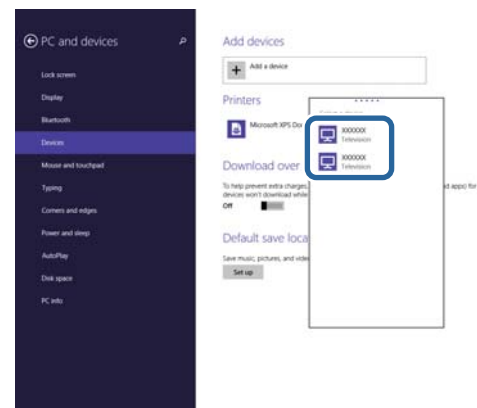 PC and devices
Lock screen
Display
Bluetooth
Devices
Mouse and touchpad
Typing
Corners and edges
Power and sleep
AutoPlay
Disk space
PC info
Add devices
Add a device
Printers
Microsoft XPS Doc
Download over
To help prevent extra charges,
d apps) for
devices won't download while
Off
Default save loca
Save music, pictures, and vide
Set up
XXXXXX
Television
XXXXXX
Television